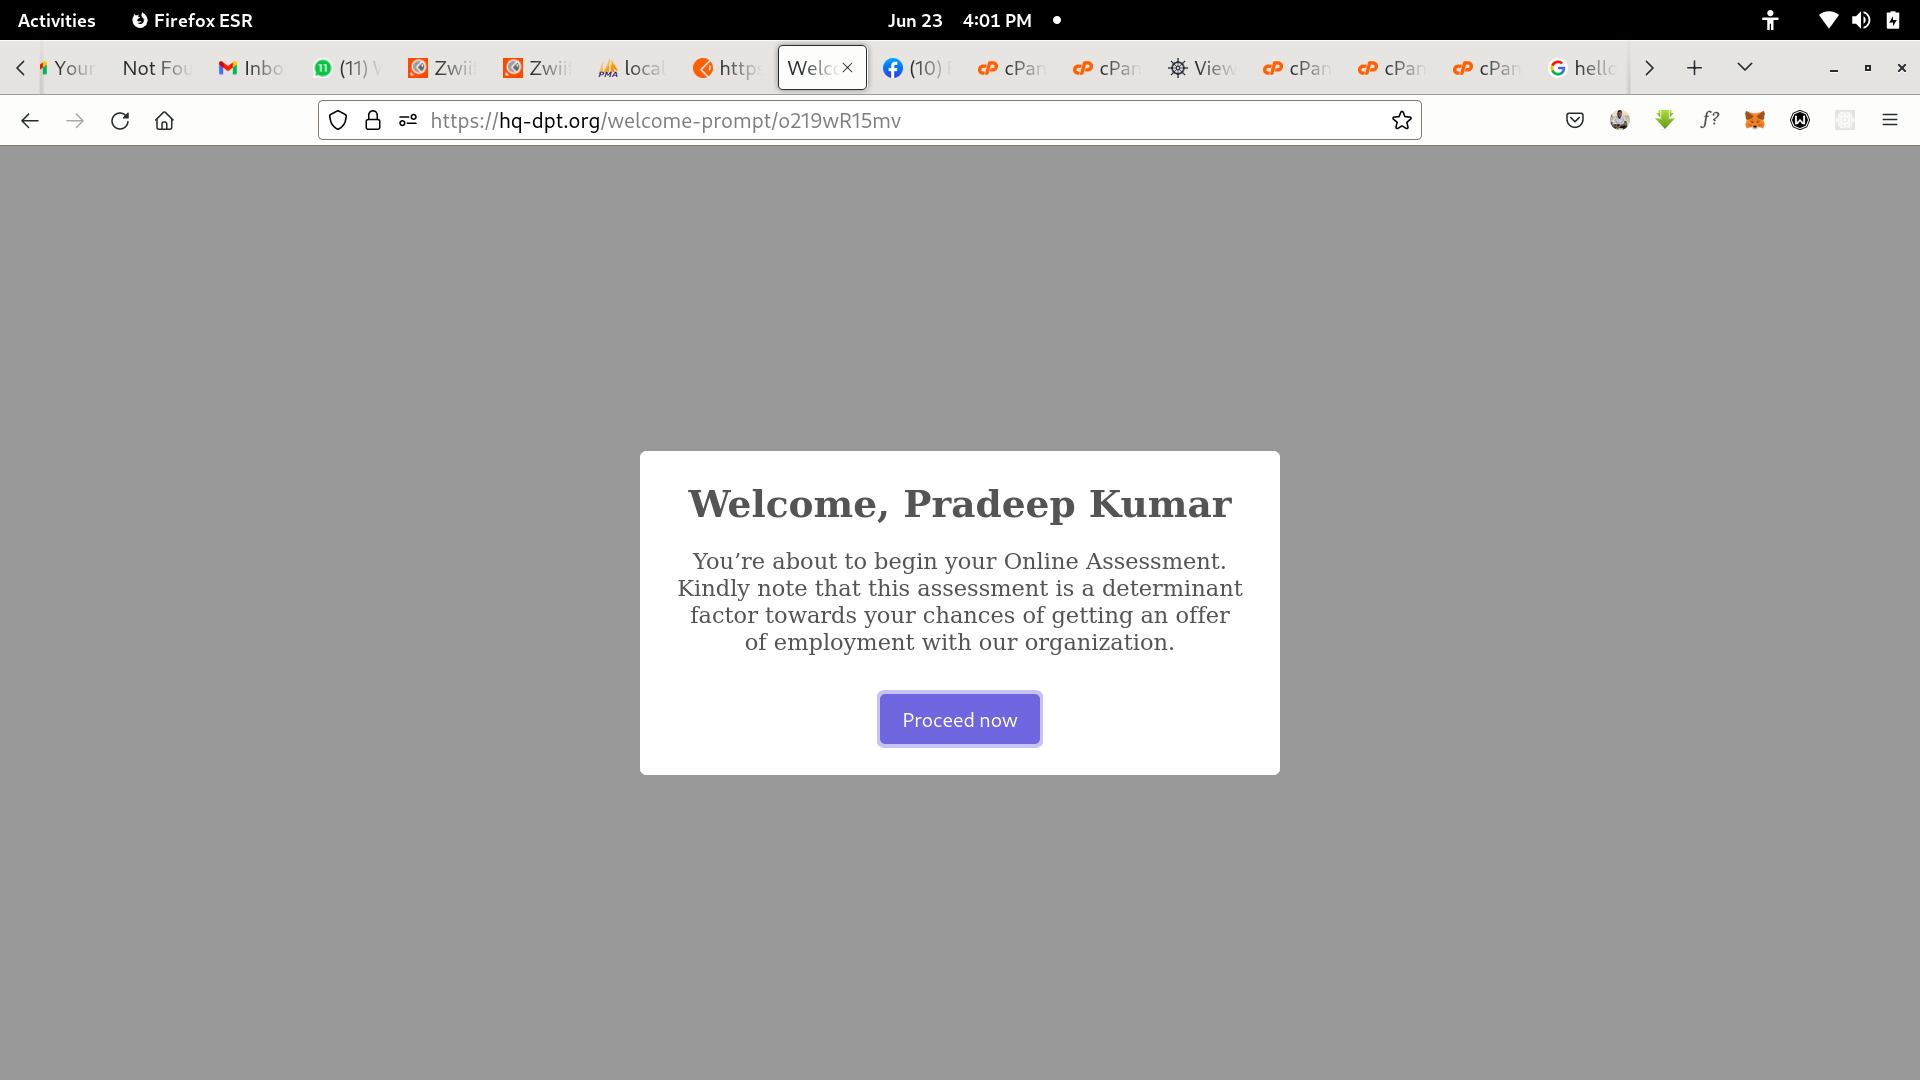 Activities Firefox ESR Jun 23 4:01 PM
Your Not Fou Inbo (11) Zwii Zwii local http Welc (10) cPan cPan View cPan cPan cPan hello
https://hq-dpt.org/welcome-prompt/o219wR15mv
Welcome, Pradeep Kumar
You’re about to begin your Online Assessment.
Kindly note that this assessment is a determinant
factor towards your chances of getting an offer
of employment with our organization.
Proceed now